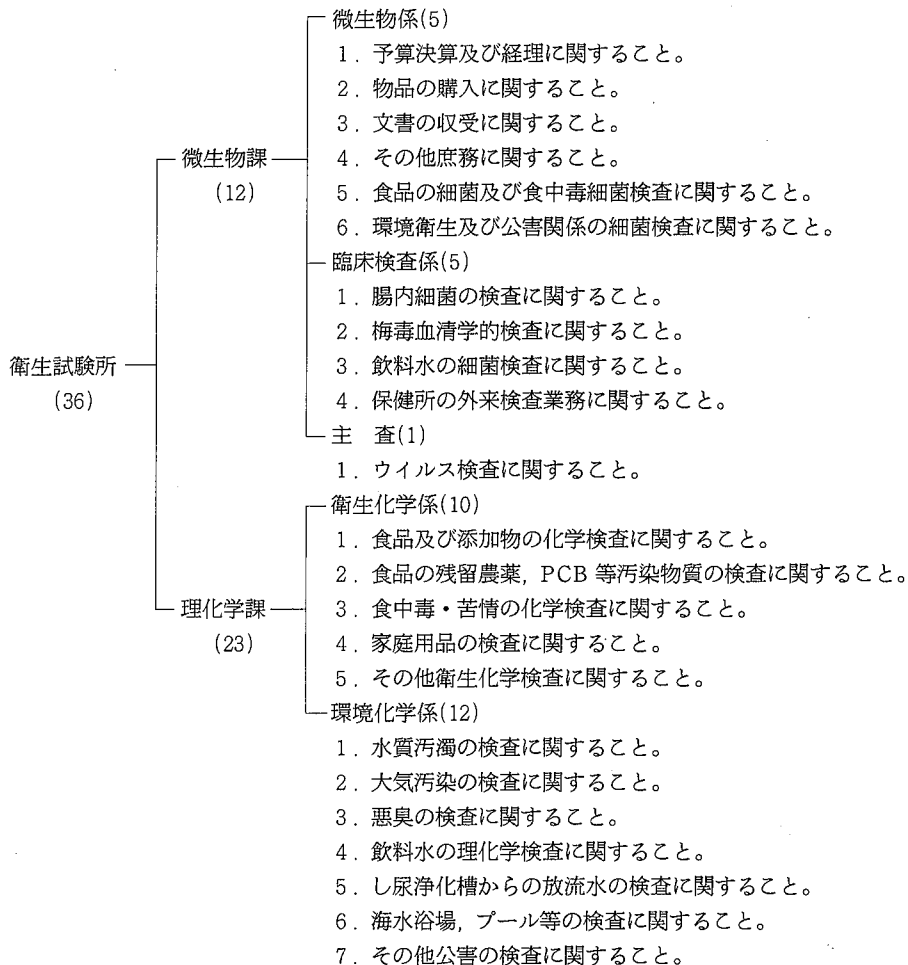 微生物係(5)
1．予算決算及び経理に関すること。
2．物品の購入に関すること。
3．文書の収受に関すること。
微生物課
4．その他庶務に関すること。
(12)
5．食品の細菌及び食中毒細菌検査に関すること。
6．環境衛生及び公害関係の細菌検査に関すること。
臨床検査係(5)
1．腸内細菌の検査に関すること。
2．梅毒血清学的検査に関すること。
衛生試験所
3．飲料水の細菌検査に関すること。
(36)
4．保健所の外来検査業務に関すること。
主　査(1)
1．ウイルス検査に関すること。
衛生化学係(10)
1．食品及び添加物の化学検査に関すること。
2．食品の残留農薬，PCB 等汚染物質の検査に関すること。
理化学課
3．食中毒・苦情の化学検査に関すること。
(23)
4．家庭用品の検査に関すること。
5．その他衛生化学検査に関すること。
環境化学係(12)
1．水質汚濁の検査に関すること。
2．大気汚染の検査に関すること。
3．悪臭の検査に関すること。
4．飲料水の理化学検査に関すること。
5．し尿浄化槽からの放流水の検査に関すること。
6．海水浴場，プール等の検査に関すること。
7．その他公害の検査に関すること。